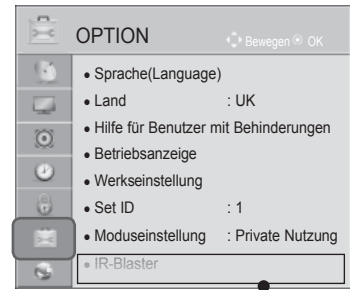 OPTION
Bewegen OK
• Sprache(Language)
• Land : UK
• Hilfe für Benutzer mit Behinderungen
• Betriebsanzeige
• Werkseinstellung
• Set ID : 1
• Moduseinstellung : Private Nutzung
• IR-Blaster